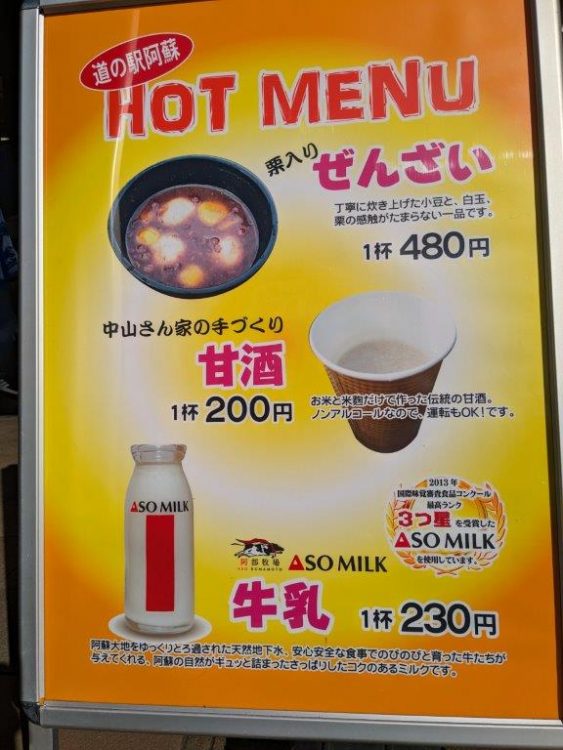 道の駅阿蘇
HOT MENU
栗入り
ぜんざい
丁寧に炊き上げた小豆と、白玉、
栗の感触がたまらない一品です。
1杯 480円
中山さん家の手づくり
甘酒
1杯 200円
お米と米麹だけで作った伝統の甘酒。
ノンアルコールなので、運転もOK!です。
ASO MILK
2013年
国際味覚審査食品コンクール
最高ランク
3つ星を受賞した
ASO MILK
を使用しています。
阿部牧場
ASO KUMAMOTO
ASO MILK
牛乳
1杯 230円
阿蘇大地をゆっくりとろ過された天然地下水、安心安全な食事でのびのびと育った牛たちが
与えてくれる、阿蘇の自然がギュッと詰まったさっぱりしたコクのあるミルクです。